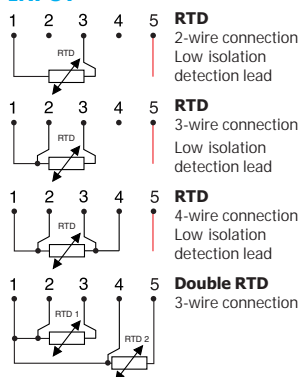 1 2 3 4 5
RTD
RTD
2-wire connection
Low isolation
detection lead
1 2 3 4 5
RTD
RTD
3-wire connection
Low isolation
detection lead
1 2 3 4 5
RTD
RTD
4-wire connection
Low isolation
detection lead
1 2 3 4 5
RTD 1
RTD 2
Double RTD
3-wire connection